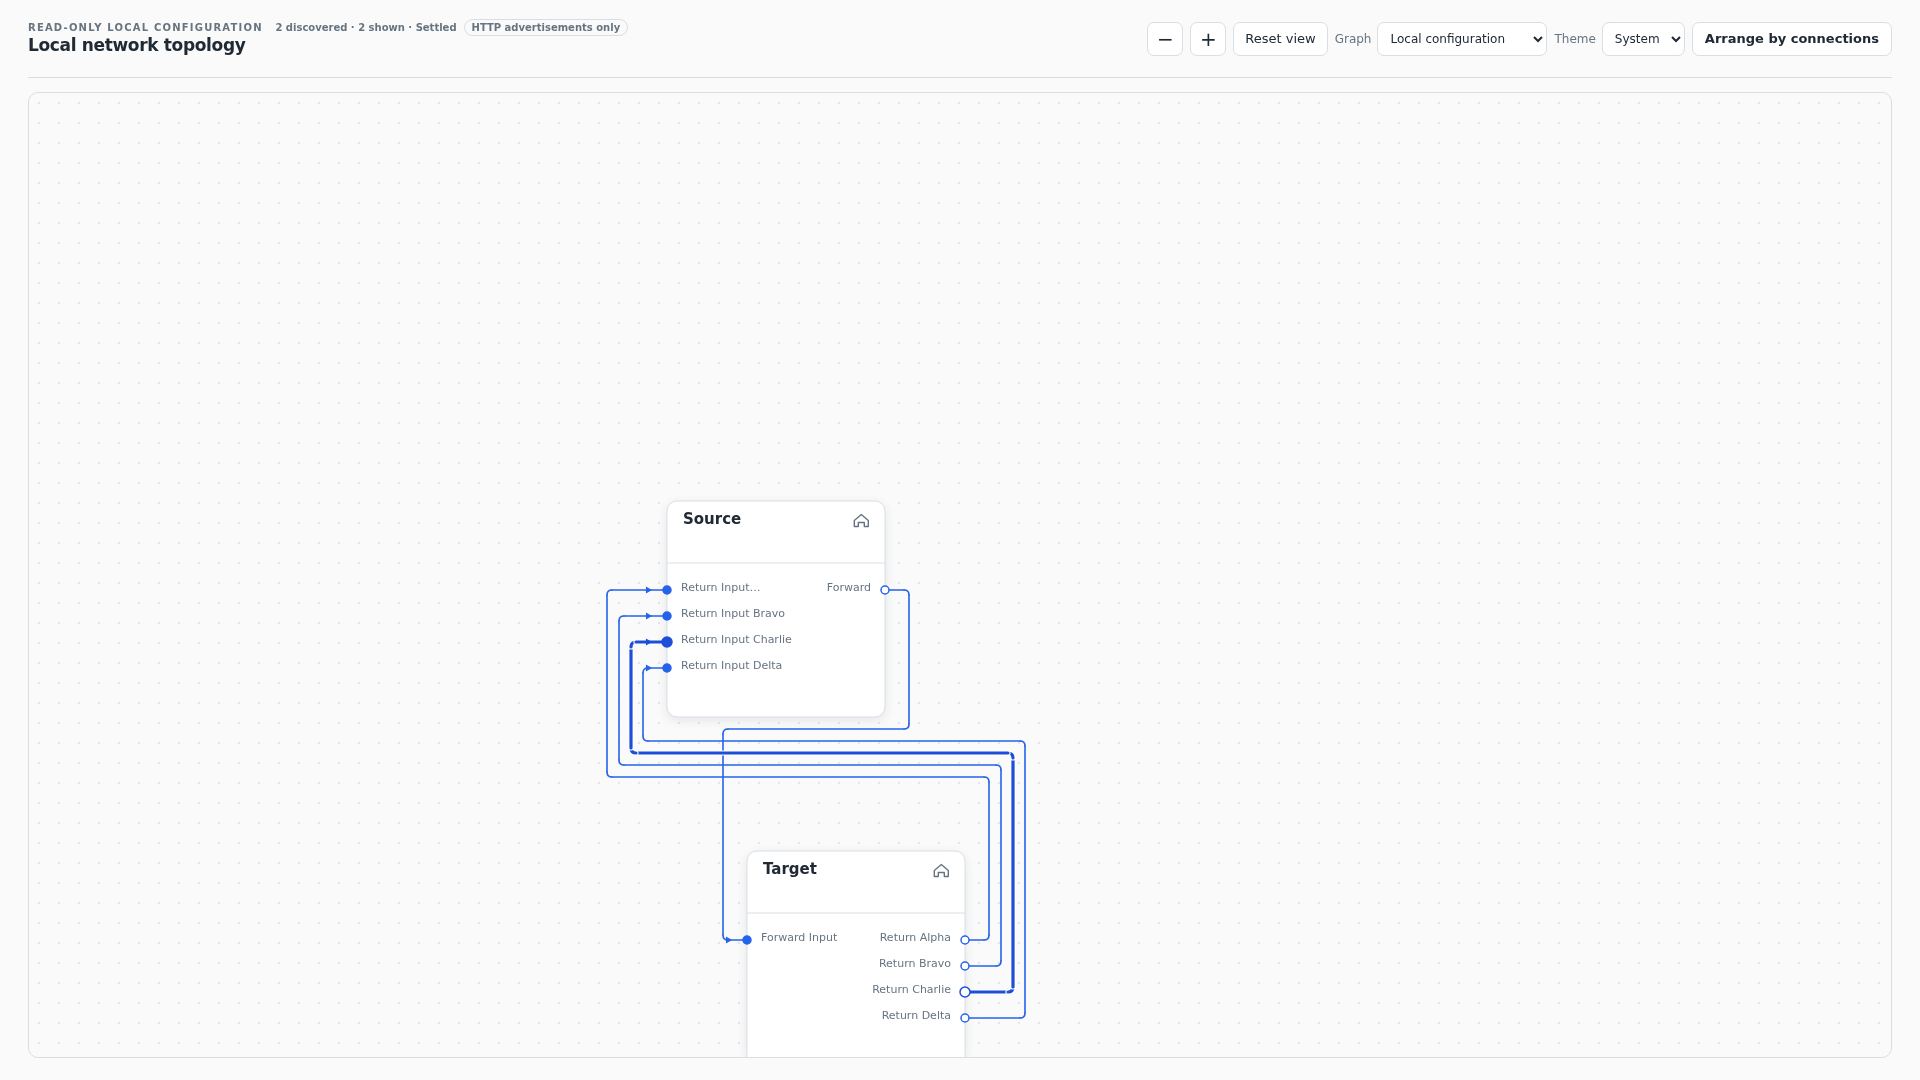 READ-ONLY LOCAL CONFIGURATION 2 discovered · 2 shown · Settled HTTP advertisements only
Local network topology
− + Reset view Graph Local configuration Theme System Arrange by connections
Source
Return Input... Forward
Return Input Bravo
Return Input Charlie
Return Input Delta
Target
Forward Input Return Alpha
Return Bravo
Return Charlie
Return Delta